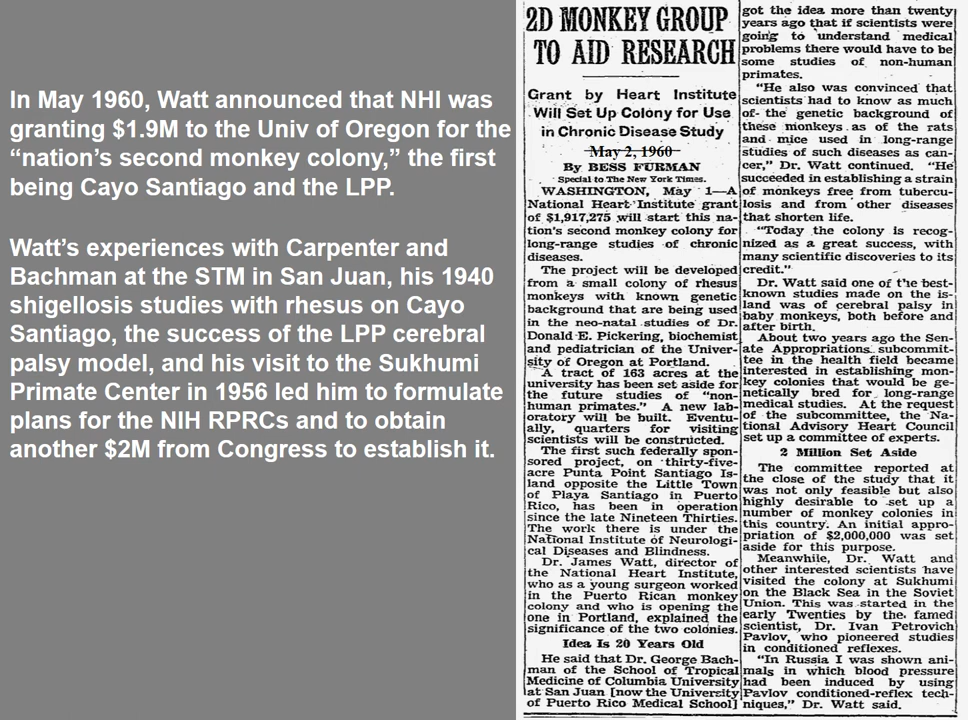 In May 1960, Watt announced that NHI was
granting $1.9M to the Univ of Oregon for the
“nation’s second monkey colony,” the first
being Cayo Santiago and the LPP.
Watt’s experiences with Carpenter and
Bachman at the STM in San Juan, his 1940
shigellosis studies with rhesus on Cayo
Santiago, the success of the LPP cerebral
palsy model, and his visit to the Sukhumi
Primate Center in 1956 led him to formulate
plans for the NIH RPRCs and to obtain
another $2M from Congress to establish it.
2D MONKEY GROUP
TO AID RESEARCH
Grant by Heart Institute
Will Set Up Colony for Use
in Chronic Disease Study
May 2, 1960
By BESS FURMAN
Special to The New York Times.
WASHINGTON, May 1—A
National Heart Institute grant
of $1,917,275 will start this na-
tion's second monkey colony for
long-range studies of chronic
diseases.
The project will be developed
from a small colony of rhesus
monkeys with known genetic
background that are being used
in the neo-natal studies of Dr.
Donald E. Pickering, biochemist
and pediatrician of the Univer-
sity of Oregon at Portland.
A tract of 163 acres at the
university has been set aside for
the future studies of "non-
human primates." A new lab-
oratory will be built. Eventu-
ally, quarters for visiting
scientists will be constructed.
The first such federally spon-
sored project, on thirty-five-
acre Punta Point Santiago Is-
land opposite the Little Town
of Playa Santiago in Puerto
Rico, has been in operation
since the late Nineteen Thirties.
The work there is under the
National Institute of Neurologi-
cal Diseases and Blindness.
Dr. James Watt, director of
the National Heart Institute,
who as a young surgeon worked
in the Puerto Rican monkey
colony and who is opening the
one in Portland, explained the
significance of the two colonies.
Idea Is 20 Years Old
He said that Dr. George Bach-
man of the School of Tropical
Medicine of Columbia University
at San Juan [now the University
of Puerto Rico Medical School]
got the idea more than twenty
years ago that if scientists were
going to understand medical
problems there would have to be
some studies of non-human
primates.
"He also was convinced that
scientists had to know as much
of the genetic background of
these monkeys as of the rats
and mice used in long-range
studies of such diseases as can-
cer," Dr. Watt continued. "He
succeeded in establishing a strain
of monkeys free from tubercu-
losis and from other diseases
that shorten life.
"Today the colony is recog-
nized as a great success, with
many scientific discoveries to its
credit."
Dr. Watt said one of the best-
known studies made on the is-
land was of cerebral palsy in
baby monkeys, both before and
after birth.
About two years ago the Sen-
ate Appropriations subcommit-
tee in the health field became
interested in establishing mon-
key colonies that would be ge-
netically bred for long-range
medical studies. At the request
of the subcommittee, the Na-
tional Advisory Heart Council
set up a committee of experts.
2 Million Set Aside
The committee reported at
the close of the study that it
was not only feasible but also
highly desirable to set up a
number of monkey colonies in
this country. An initial appro-
priation of $2,000,000 was set
aside for this purpose.
Meanwhile, Dr. Watt and
other interested scientists have
visited the colony at Sukhumi
on the Black Sea in the Soviet
Union. This was started in the
early Twenties by the famed
scientist, Dr. Ivan Petrovich
Pavlov, who pioneered studies
in conditioned reflexes.
"In Russia I was shown ani-
mals in which blood pressure
had been induced by using
Pavlov conditioned-reflex tech-
niques," Dr. Watt said.